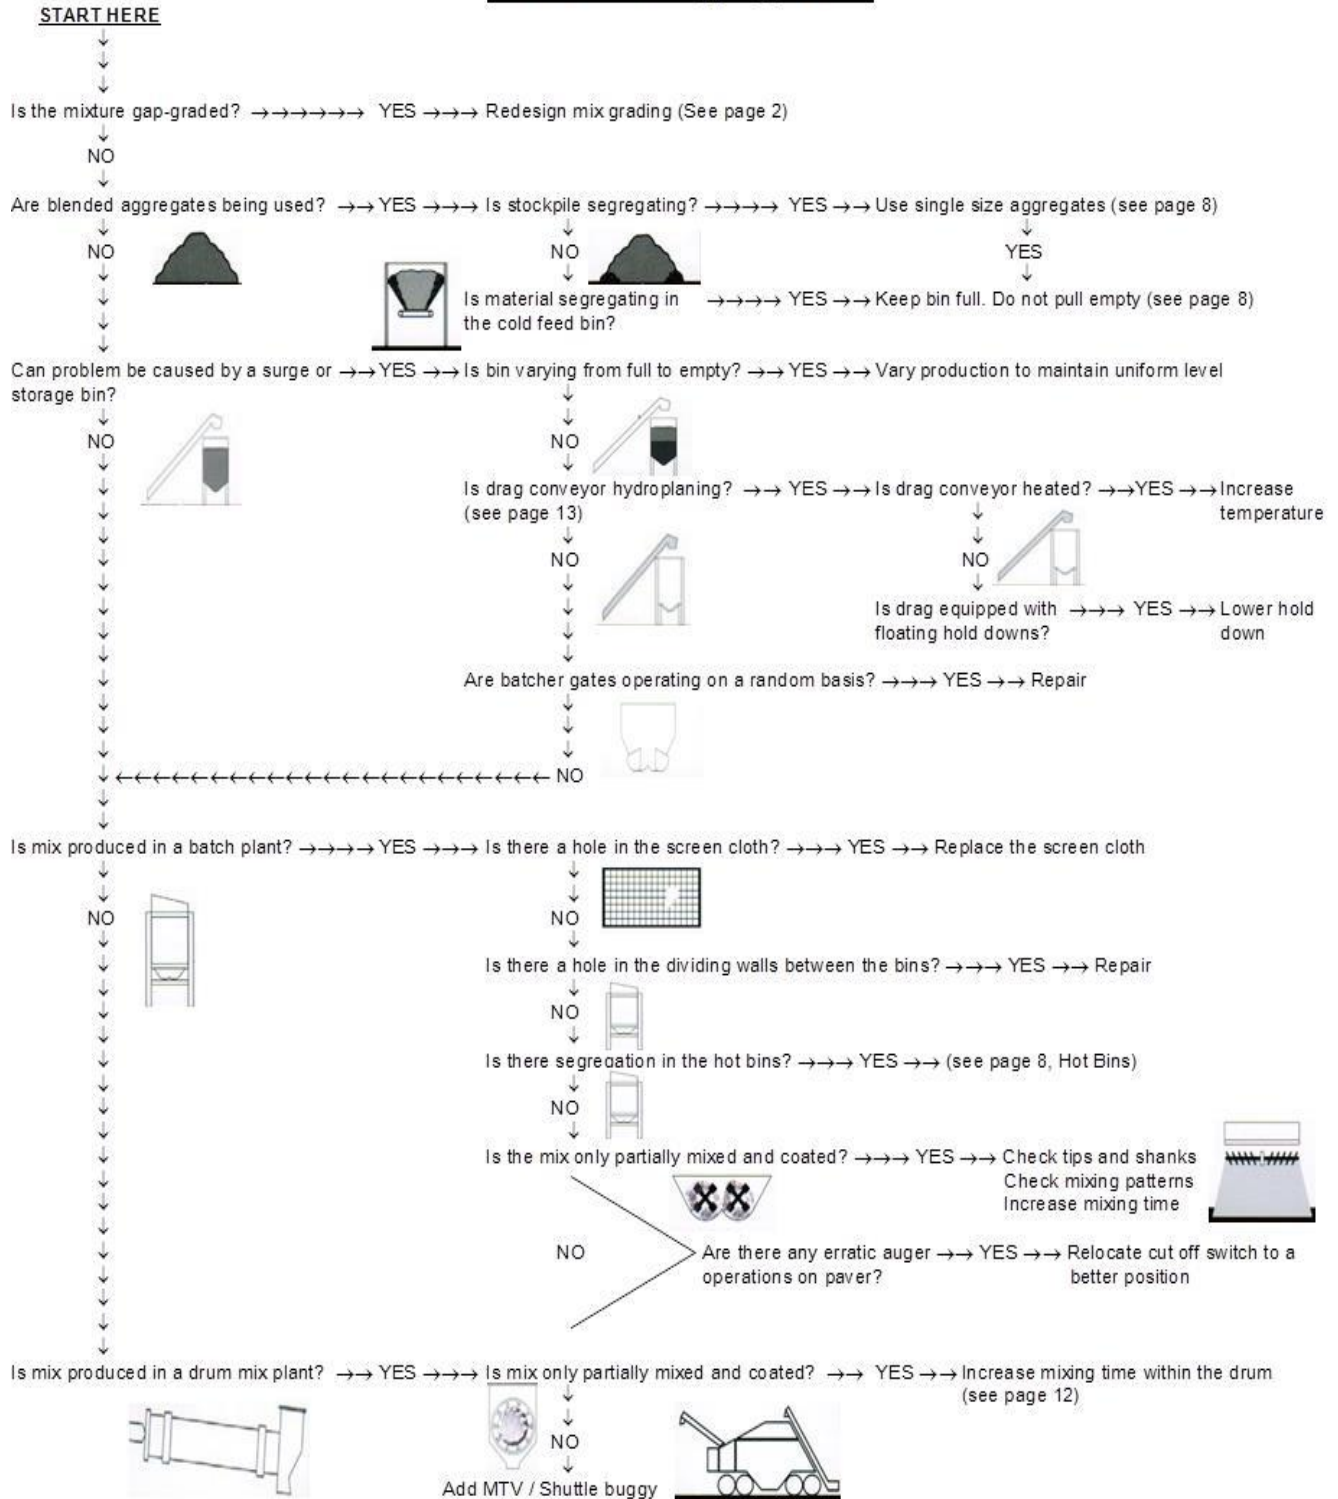 START HERE
Is the mixture gap-graded? →→→→→→ YES →→→ Redesign mix grading (See page 2)
NO
Are blended aggregates being used? →→ YES →→→ Is stockpile segregating? →→→→ YES →→ Use single size aggregates (see page 8)
NO NO YES
Is material segregating in →→→→ YES →→ Keep bin full. Do not pull empty (see page 8)
the cold feed bin?
Can problem be caused by a surge or →→ YES →→ Is bin varying from full to empty? →→ YES →→ Vary production to maintain uniform level
storage bin?
NO NO
Is drag conveyor hydroplaning? →→ YES →→ Is drag conveyor heated? →→ YES →→ Increase
(see page 13) temperature
NO NO
Is drag equipped with →→→ YES →→ Lower hold
floating hold downs? down
Are batcher gates operating on a random basis? →→→ YES →→ Repair
NO
Is mix produced in a batch plant? →→→→ YES →→→ Is there a hole in the screen cloth? →→→ YES →→ Replace the screen cloth
NO NO
Is there a hole in the dividing walls between the bins? →→→ YES →→ Repair
NO
Is there segregation in the hot bins? →→→ YES →→ (see page 8, Hot Bins)
NO
Is the mix only partially mixed and coated? →→→ YES →→ Check tips and shanks
Check mixing patterns
Increase mixing time
NO Are there any erratic auger →→ YES →→ Relocate cut off switch to a
operations on paver? better position
Is mix produced in a drum mix plant? →→ YES →→→ Is mix only partially mixed and coated? →→ YES →→ Increase mixing time within the drum
(see page 12)
NO
Add MTV / Shuttle buggy